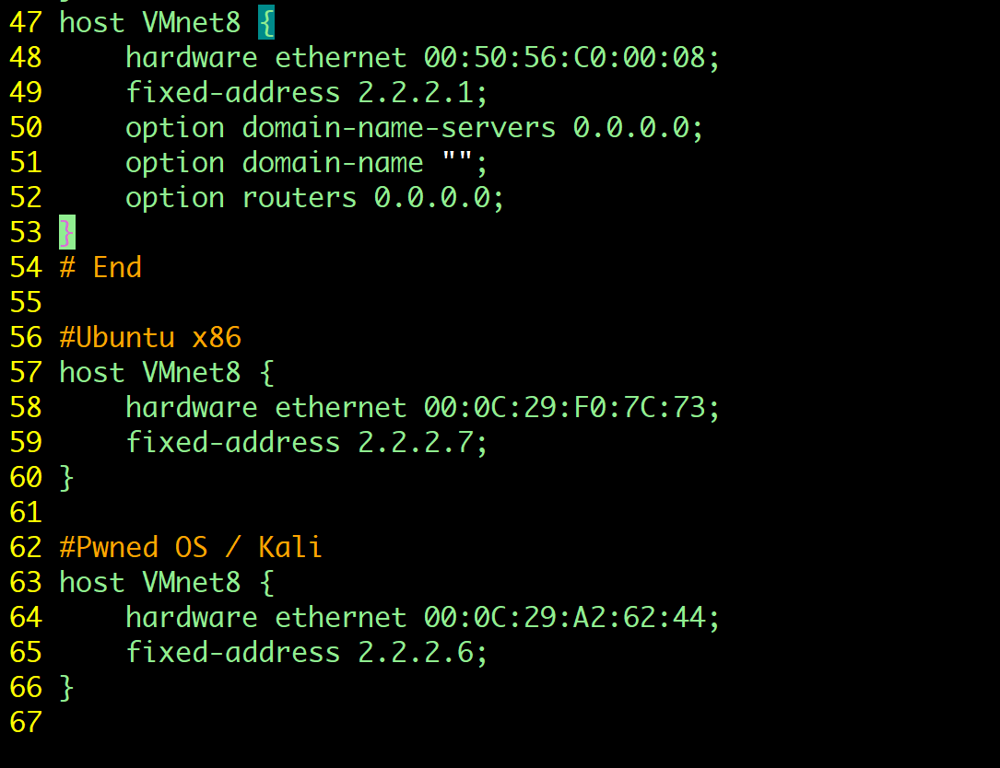 47 host VMnet8 {
48     hardware ethernet 00:50:56:C0:00:08;
49     fixed-address 2.2.2.1;
50     option domain-name-servers 0.0.0.0;
51     option domain-name "";
52     option routers 0.0.0.0;
53 }
54 # End
55
56 #Ubuntu x86
57 host VMnet8 {
58     hardware ethernet 00:0C:29:F0:7C:73;
59     fixed-address 2.2.2.7;
60 }
61
62 #Pwned OS / Kali
63 host VMnet8 {
64     hardware ethernet 00:0C:29:A2:62:44;
65     fixed-address 2.2.2.6;
66 }
67